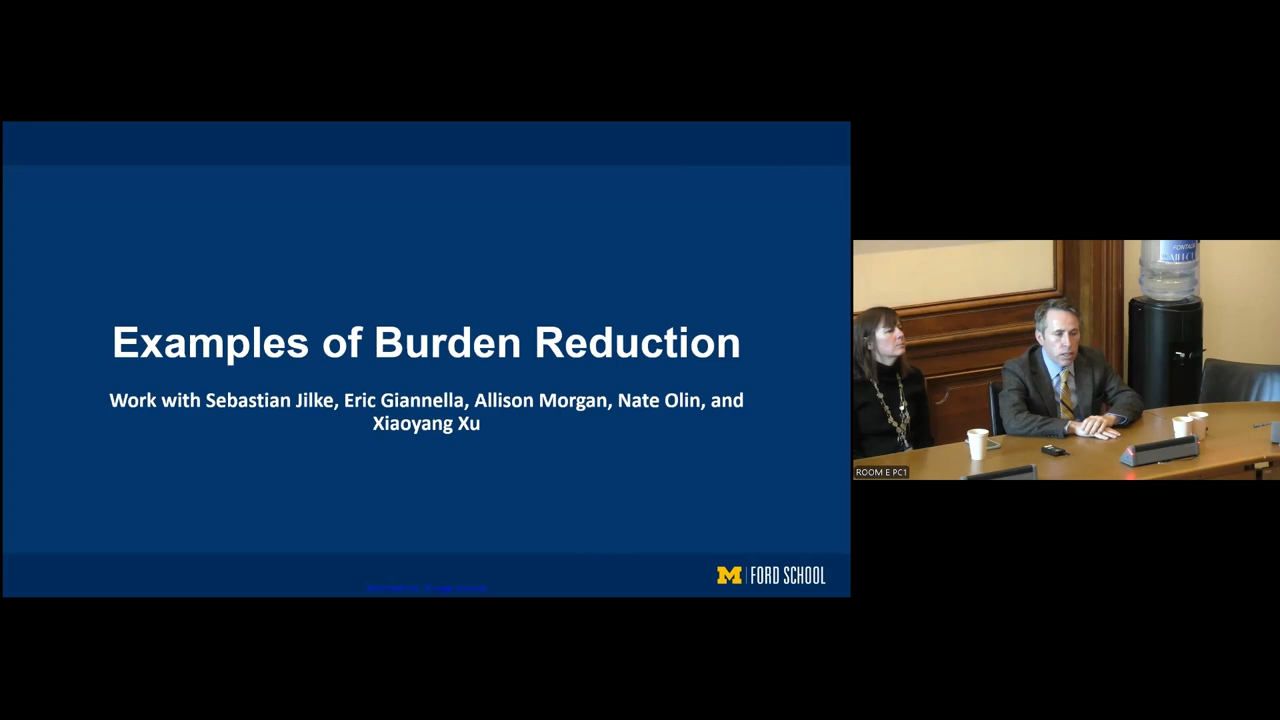 Examples of Burden Reduction
Work with Sebastian Jilke, Eric Giannella, Allison Morgan, Nate Olin, and
Xiaoyang Xu
M FORD SCHOOL
ROOM E PC1